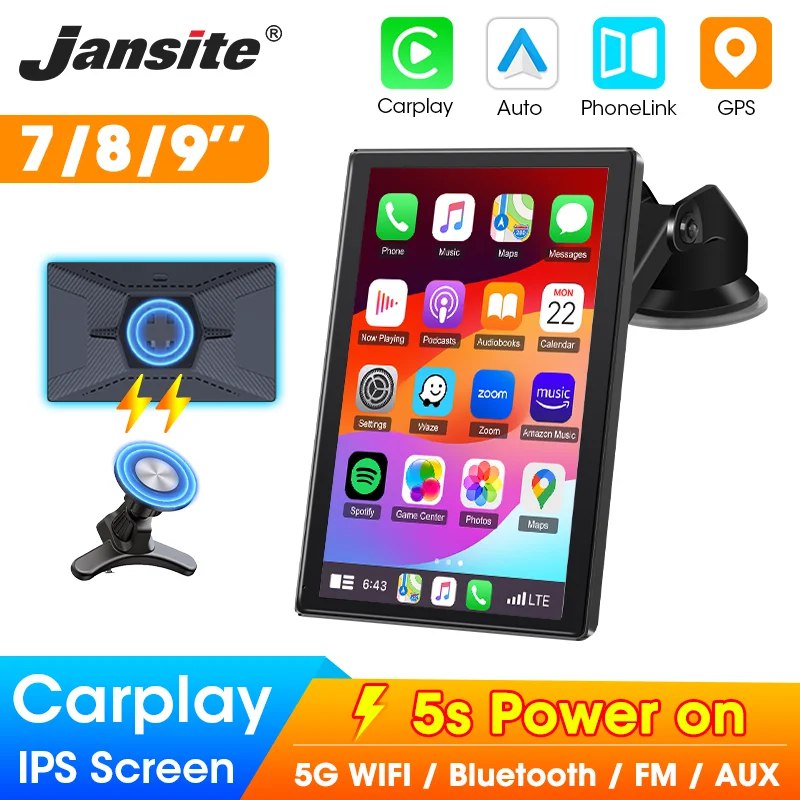 Jansite®
Carplay
Auto
PhoneLink
GPS
7/8/9’’
Phone
Music
Maps
Messages
Now Playing
Podcasts
Audiobooks
MON
22
Calendar
Settings
Waze
zoom
Zoom
music
Amazon Music
Spotify
Game Center
Photos
Maps
6:43
LTE
Carplay
IPS Screen
5s Power on
5G WIFI / Bluetooth / FM / AUX